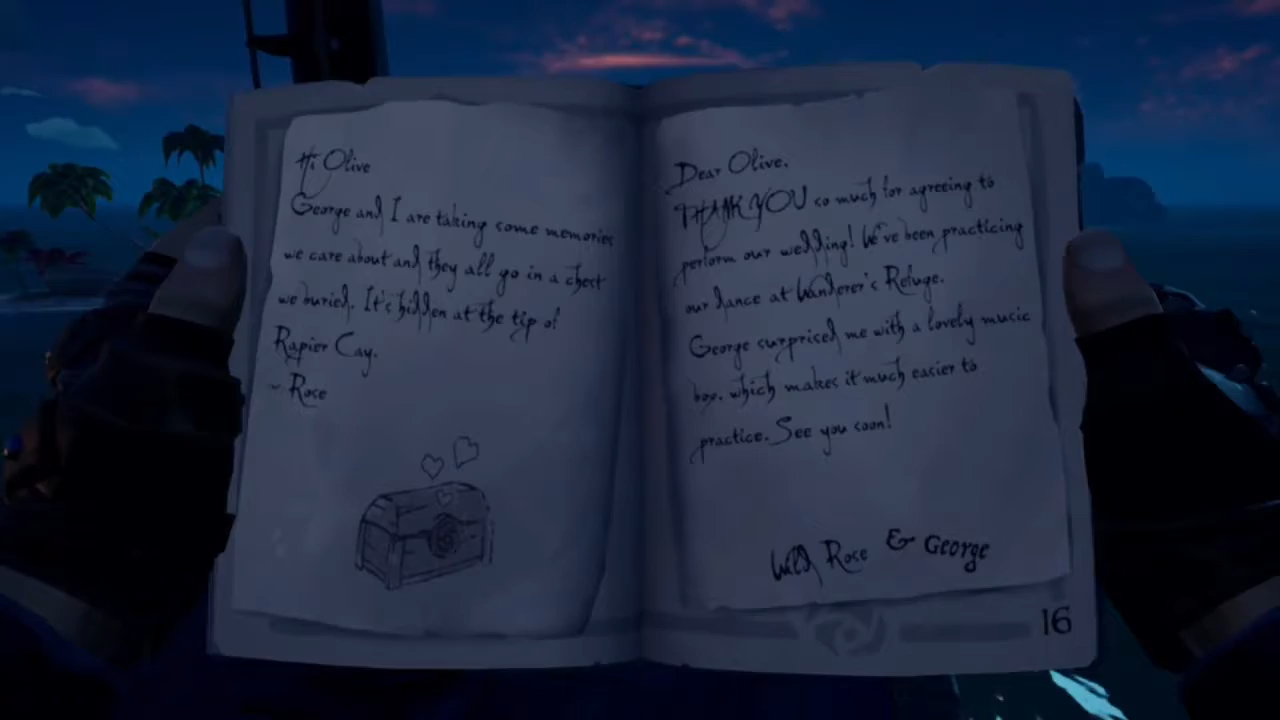 Hi Olive
George and I are taking some memories
we care about and they all go in a chest
we buried. It's hidden at the tip of
Rapier Cay.
~ Rose
Dear Olive,
THANK YOU so much for agreeing to
perform our wedding! We've been practicing
our dance at Wanderer's Refuge.
George surprised me with a lovely music
box, which makes it much easier to
practice. See you soon!
Wild Rose & George
16